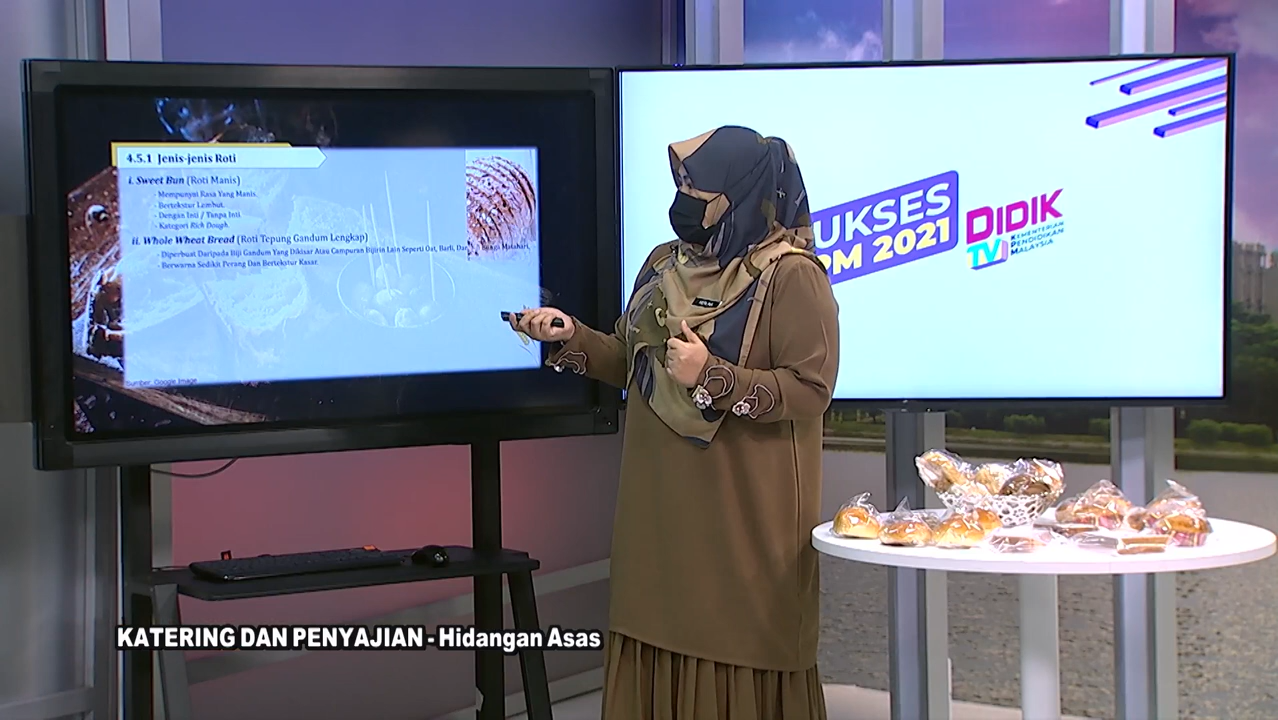 4.5.1 Jenis-jenis Roti
i. Sweet Bun (Roti Manis)
- Mempunyai Rasa Yang Manis.
- Bertekstur Lembut.
- Dengan Inti / Tanpa Inti
- Kategori Rich Dough.
ii. Whole Wheat Bread (Roti Tepung Gandum Lengkap)
- Diperbuat Daripada Biji Gandum Yang Dikisar Atau Campuran Bijirin Lain Seperti Oat, Barli, Dan Bunga Matahari.
- Berwarna Sedikit Perang Dan Bertekstur Kasar.
Sumber: Google Image
UKSES
PM 2021
DIDIK
TV
KEMENTERIAN
PENDIDIKAN
MALAYSIA
KATERING DAN PENYAJIAN - Hidangan Asas